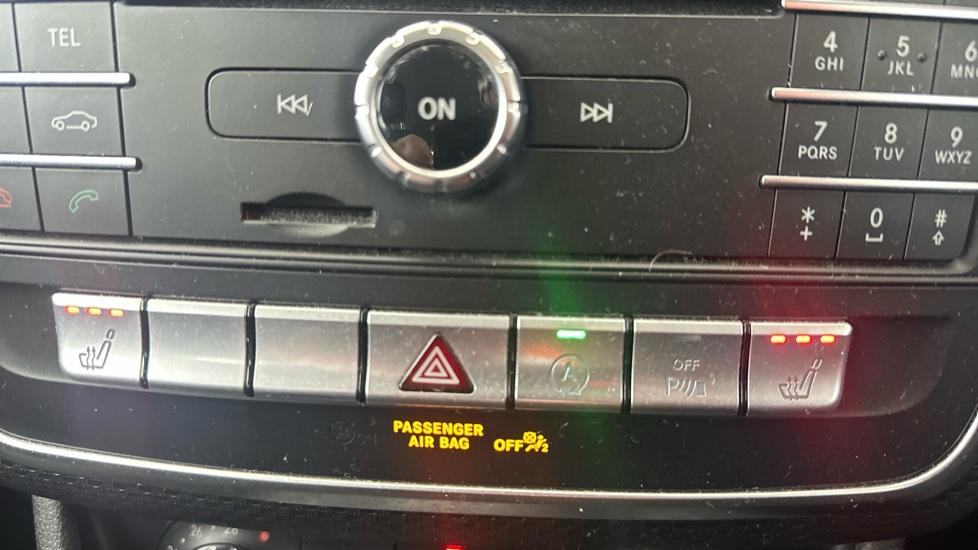 TEL
ON
4
GHI
5
JKL
6
7
PQRS
8
TUV
9
WXYZ
*
+
0
#
A
OFF
P
PASSENGER
AIR BAG OFF 2